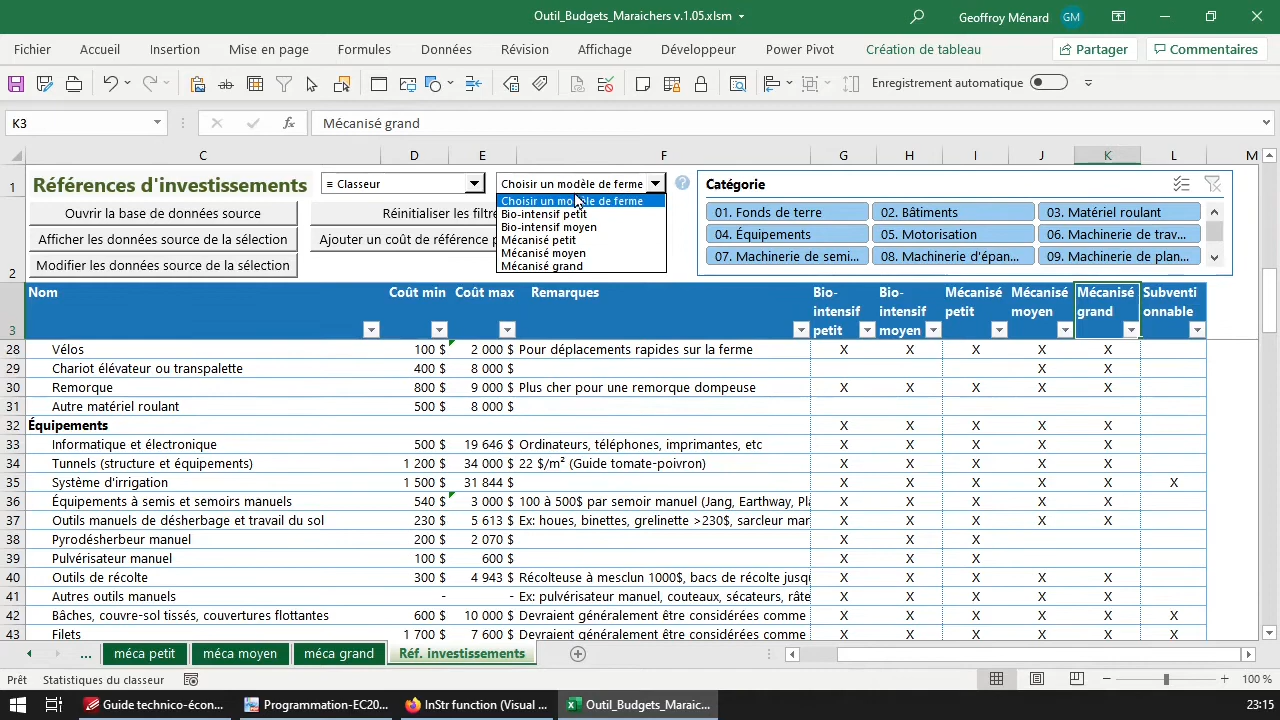 Outil_Budgets_Maraichers v.1.05.xlsm
Geoffroy Ménard GM
Fichier Accueil Insertion Mise en page Formules Données Révision Affichage Développeur Power Pivot Création de tableau Partager Commentaires
Enregistrement automatique
K3 fx Mécanisé grand
C D E F G H I J K L M
1 Références d'investissements = Classeur Choisir un modèle de ferme Catégorie
Choisir un modèle de ferme
Bio-intensif petit
Bio-intensif moyen
Mécanisé petit
Mécanisé moyen
Mécanisé grand
Ouvrir la base de données source Réinitialiser les filtre
Afficher les données source de la sélection Ajouter un coût de référence p
Modifier les données source de la sélection
2
01. Fonds de terre 02. Bâtiments 03. Matériel roulant
04. Équipements 05. Motorisation 06. Machinerie de trav...
07. Machinerie de semi... 08. Machinerie d'épan... 09. Machinerie de plan...
3 Nom Coût min Coût max Remarques Bio-intensif petit Bio-intensif moyen Mécanisé petit Mécanisé moyen Mécanisé grand Subventionnable
28 Vélos 100 $ 2 000 $ Pour déplacements rapides sur la ferme X X X X X
29 Chariot élévateur ou transpalette 400 $ 8 000 $ X X
30 Remorque 800 $ 9 000 $ Plus cher pour une remorque dompeuse X X X X X
31 Autre matériel roulant 500 $ 8 000 $
32 Équipements X X X X X
33 Informatique et électronique 500 $ 19 646 $ Ordinateurs, téléphones, imprimantes, etc X X X X X
34 Tunnels (structure et équipements) 1 200 $ 34 000 $ 22 $/m² (Guide tomate-poivron) X X X X X
35 Système d'irrigation 1 500 $ 31 844 $ X X X X X X
36 Équipements à semis et semoirs manuels 540 $ 3 000 $ 100 à 500$ par semoir manuel (Jang, Earthway, Pla X X X X X
37 Outils manuels de désherbage et travail du sol 230 $ 5 613 $ Ex: houes, binettes, grelinette >230$, sarcleur mar X X X X X
38 Pyrodésherbeur manuel 200 $ 2 070 $ X X X
39 Pulvérisateur manuel 100 $ 600 $ X X X
40 Outils de récolte 300 $ 4 943 $ Récolteuse à mesclun 1000$, bacs de récolte jusqu X X X X X
41 Autres outils manuels - - Ex: pulvérisateur manuel, couteaux, sécateurs, râte X X X X X
42 Bâches, couvre-sol tissés, couvertures flottantes 600 $ 10 000 $ Devraient généralement être considérées comme X X X X X X
43 Filets 1 700 $ 7 600 $ Devraient généralement être considérées comme X X X X X X
... méca petit méca moyen méca grand Réf. investissements
Prêt Statistiques du classeur 100 %
Guide technico-écon... Programmation-EC20... InStr function (Visual ... Outil_Budgets_Maraic... 23:15